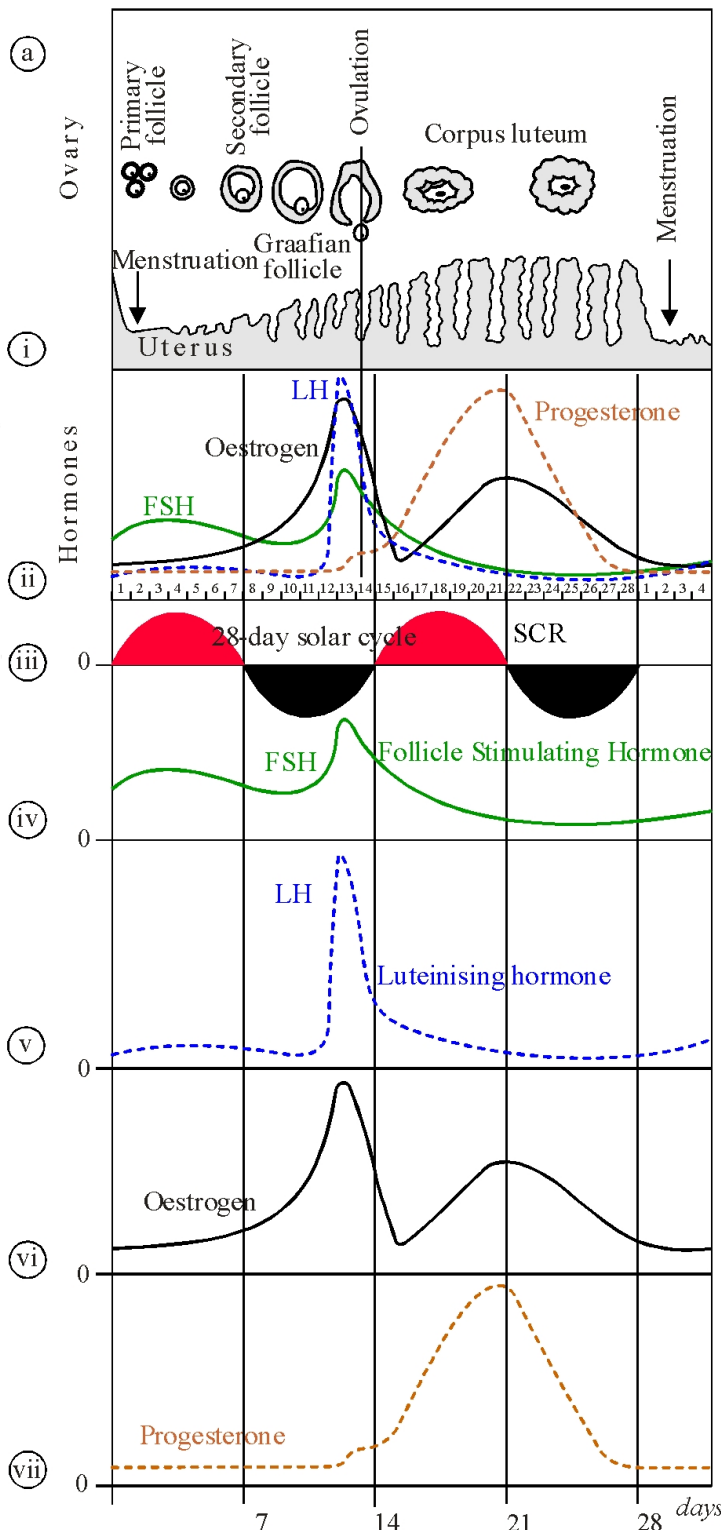 a
Ovary
Primary
follicle
Secondary
follicle
Ovulation
Corpus luteum
Menstruation
Graafian
follicle
Menstruation
i
Uterus
Hormones
LH
Progesterone
Oestrogen
FSH
ii
1 2 3 4 5 6 7 8 9 10 11 12 13 14 15 16 17 18 19 20 21 22 23 24 25 26 27 28 1 2 3 4
28-day solar cycle
SCR
iii
0
FSH
Follicle Stimulating Hormone
iv
0
LH
Luteinising hormone
v
0
Oestrogen
vi
0
Progesterone
vii
0
7 14 21 28 days